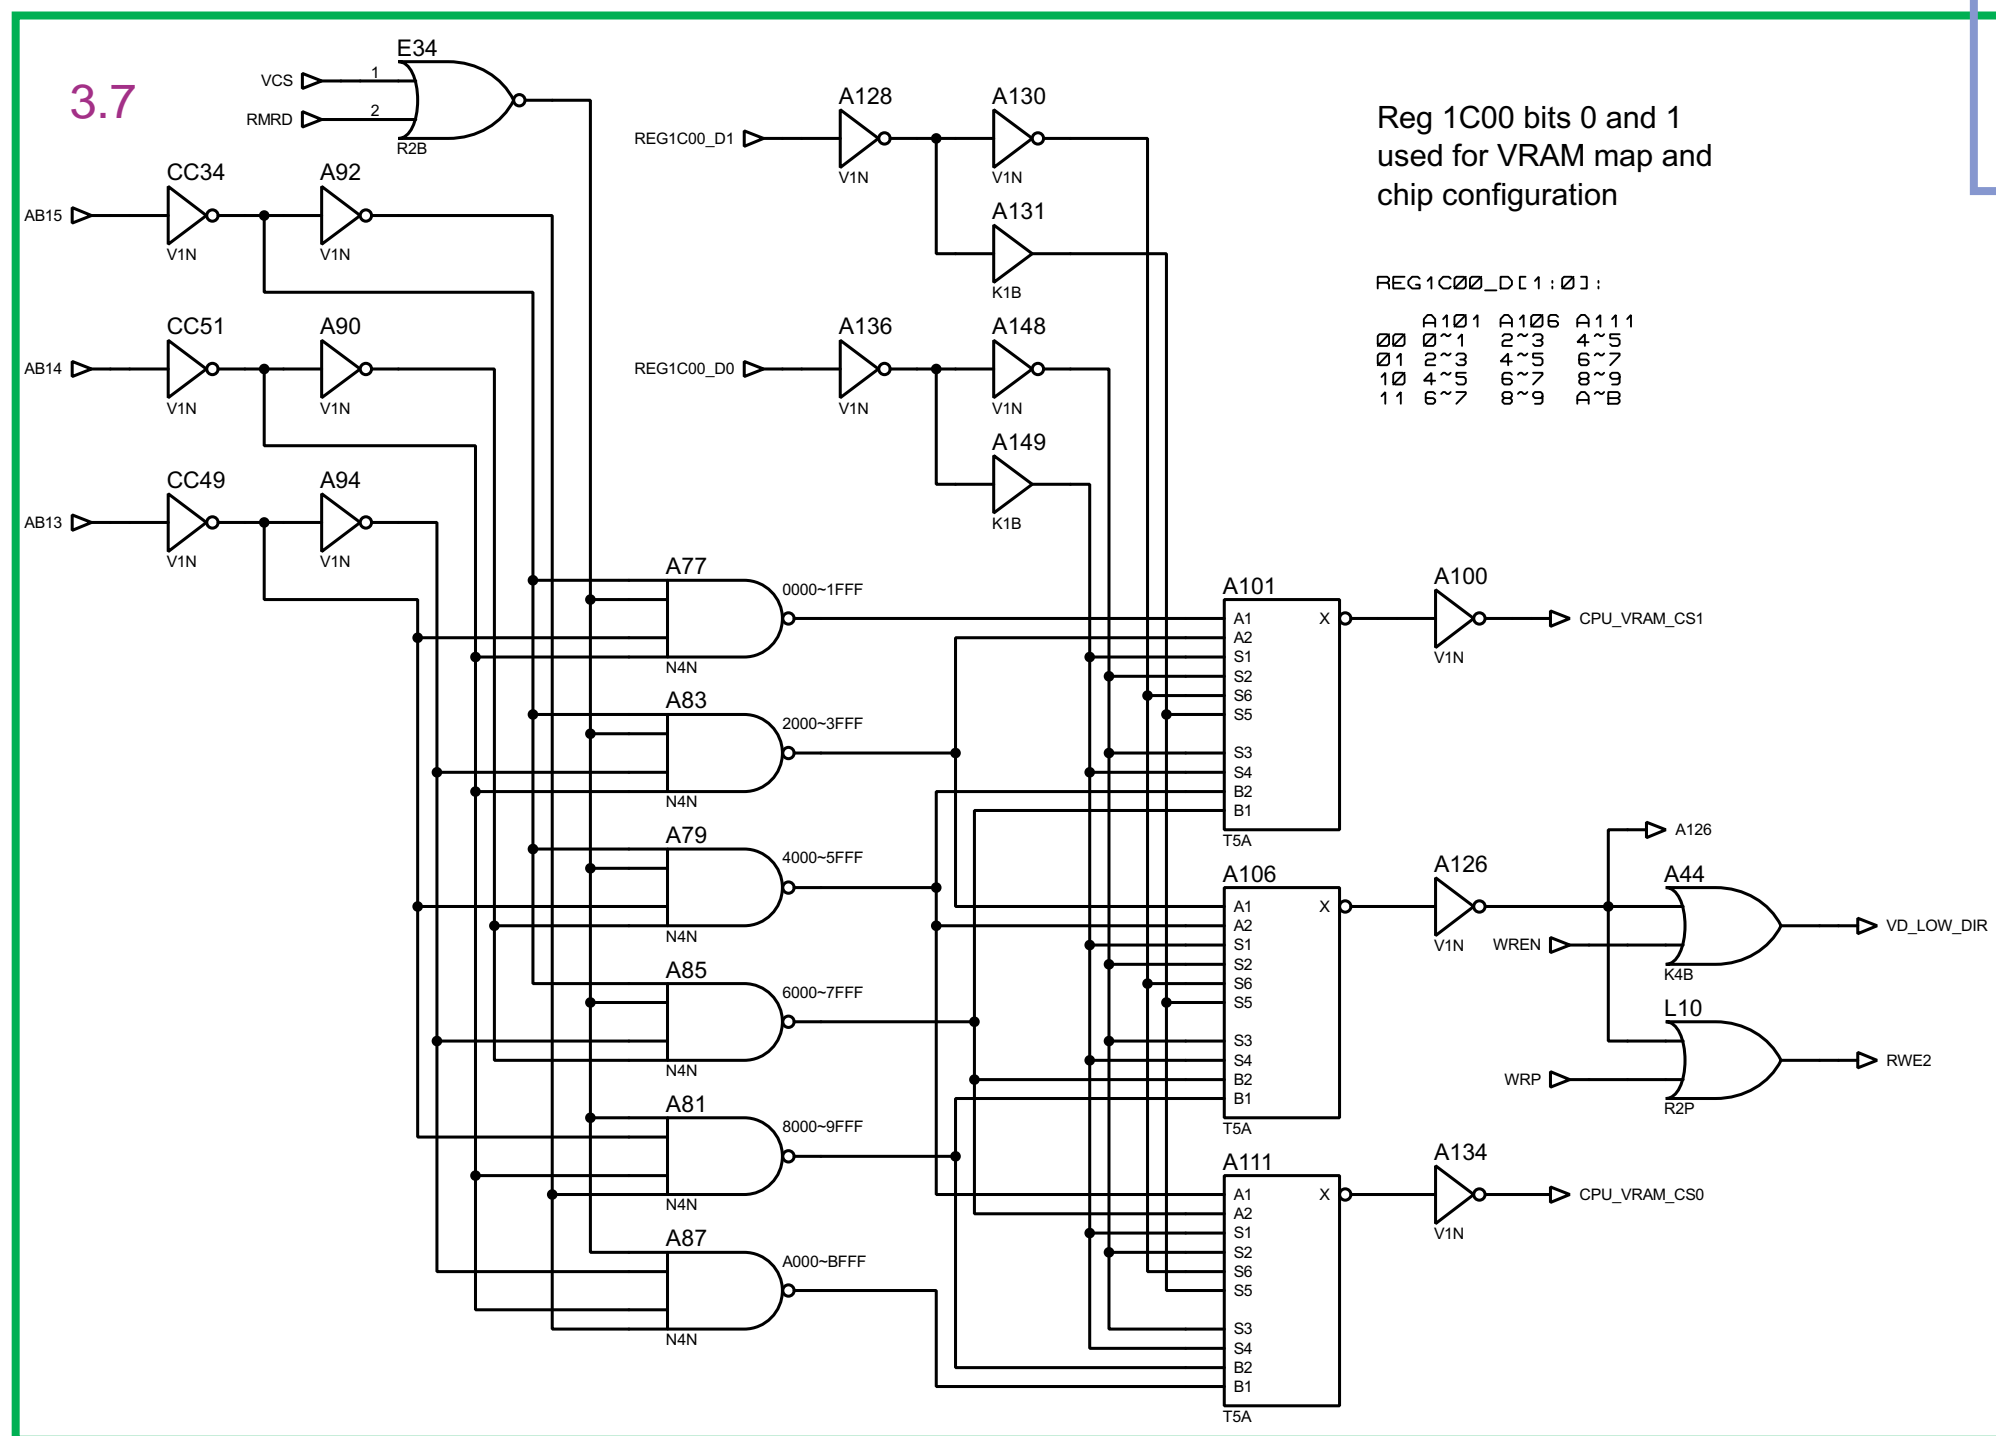 3.7
E34
VCS
1
RMRD
2
R2B
CC34
A92
AB15
V1N
V1N
CC51
A90
AB14
V1N
V1N
CC49
A94
AB13
V1N
V1N
A128
A130
REG1C00_D1
V1N
V1N
A131
K1B
A136
A148
REG1C00_D0
V1N
V1N
A149
K1B
Reg 1C00 bits 0 and 1
used for VRAM map and
chip configuration
REG1C00_D[1:0]:
A101 A106 A111
00 0~1 2~3 4~5
01 2~3 4~5 6~7
10 4~5 6~7 8~9
11 6~7 8~9 A~B
A77
0000~1FFF
N4N
A83
2000~3FFF
N4N
A79
4000~5FFF
N4N
A85
6000~7FFF
N4N
A81
8000~9FFF
N4N
A87
A000~BFFF
N4N
A101
A1 X
A2
S1
S2
S6
S5
S3
S4
B2
B1
T5A
A100
V1N
CPU_VRAM_CS1
A106
A1 X
A2
S1
S2
S6
S5
S3
S4
B2
B1
T5A
A126
V1N
A126
A44
WREN
K4B
VD_LOW_DIR
L10
WRP
R2P
RWE2
A111
A1 X
A2
S1
S2
S6
S5
S3
S4
B2
B1
T5A
A134
V1N
CPU_VRAM_CS0